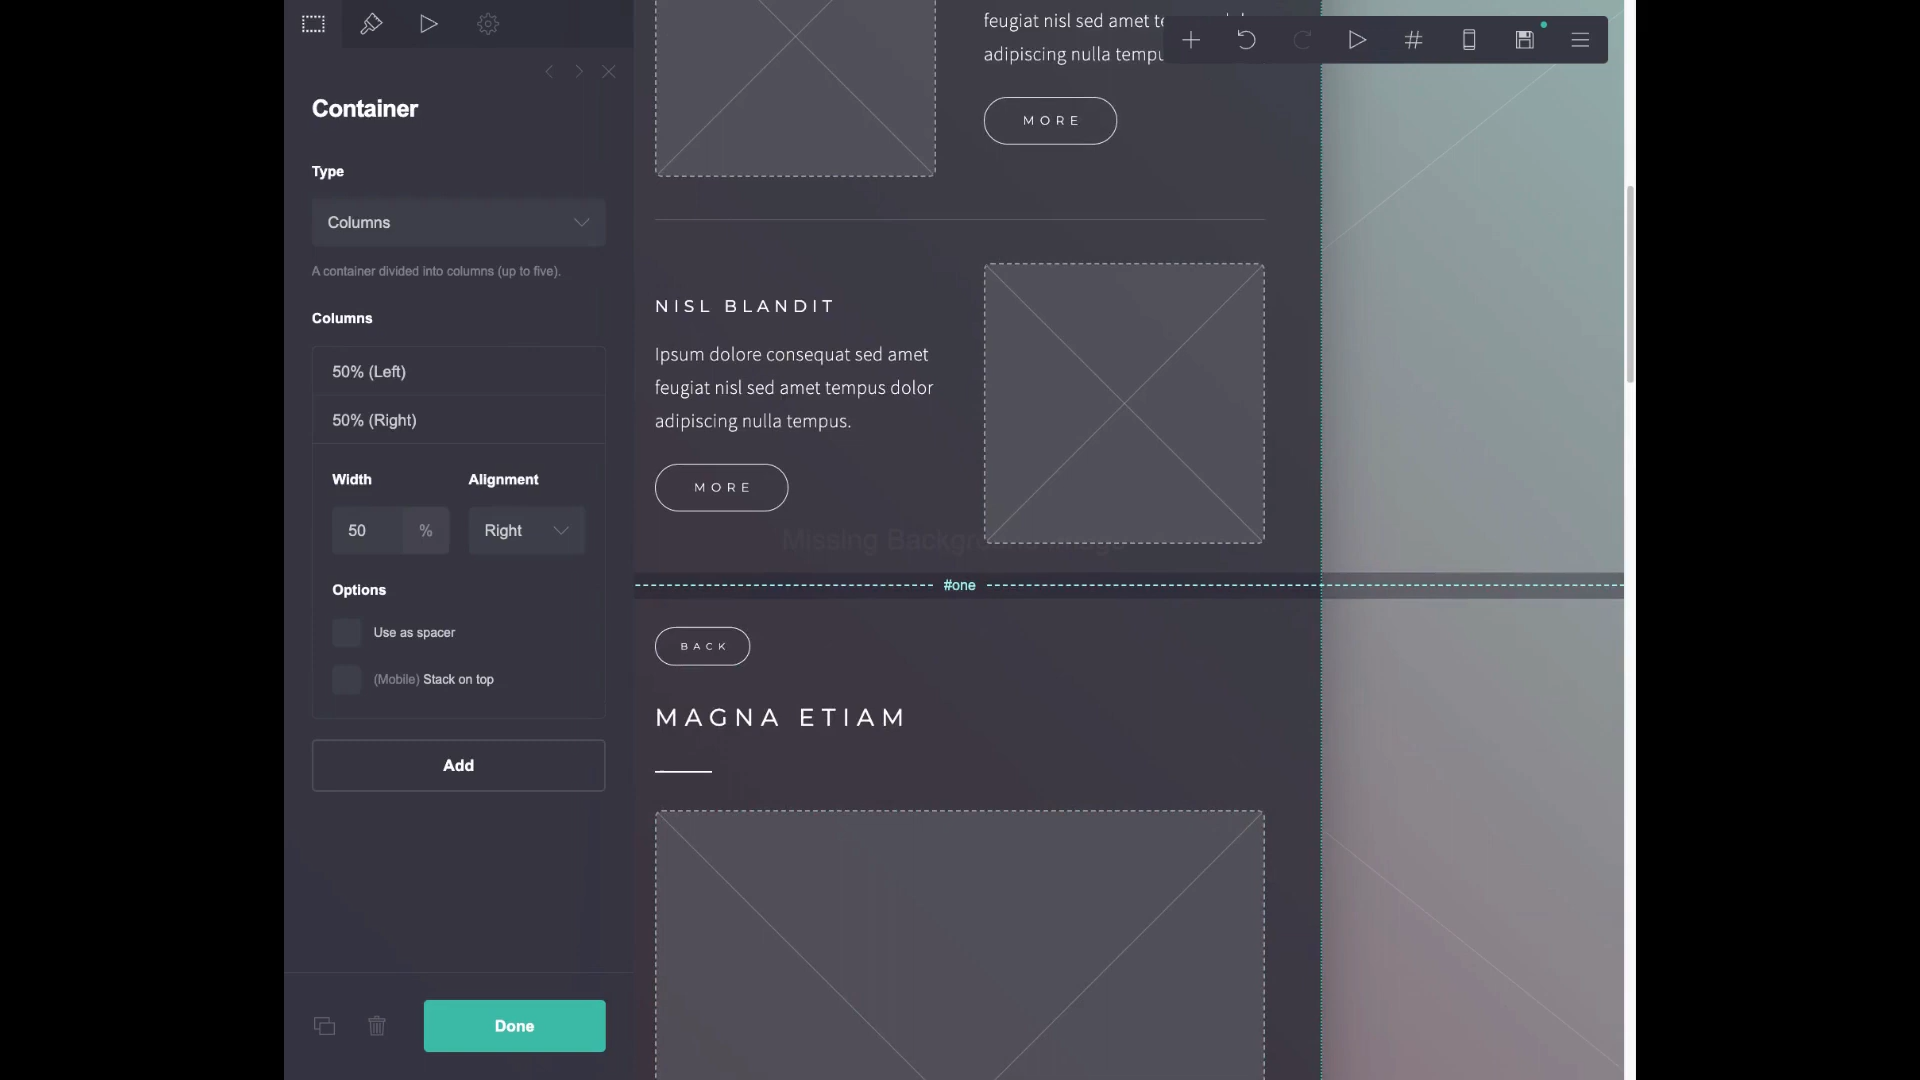 Container
Type
Columns
A container divided into columns (up to five).
Columns
50% (Left)
50% (Right)
Width
Alignment
50
%
Right
Options
Use as spacer
(Mobile) Stack on top
Add
Done
feugiat nisl sed amet
adipiscing nulla
MORE
NISL BLANDIT
Ipsum dolore consequat sed amet
feugiat nisl sed amet tempus dolor
adipiscing nulla tempus.
MORE
Missing Background Image
#one
BACK
MAGNA ETIAM